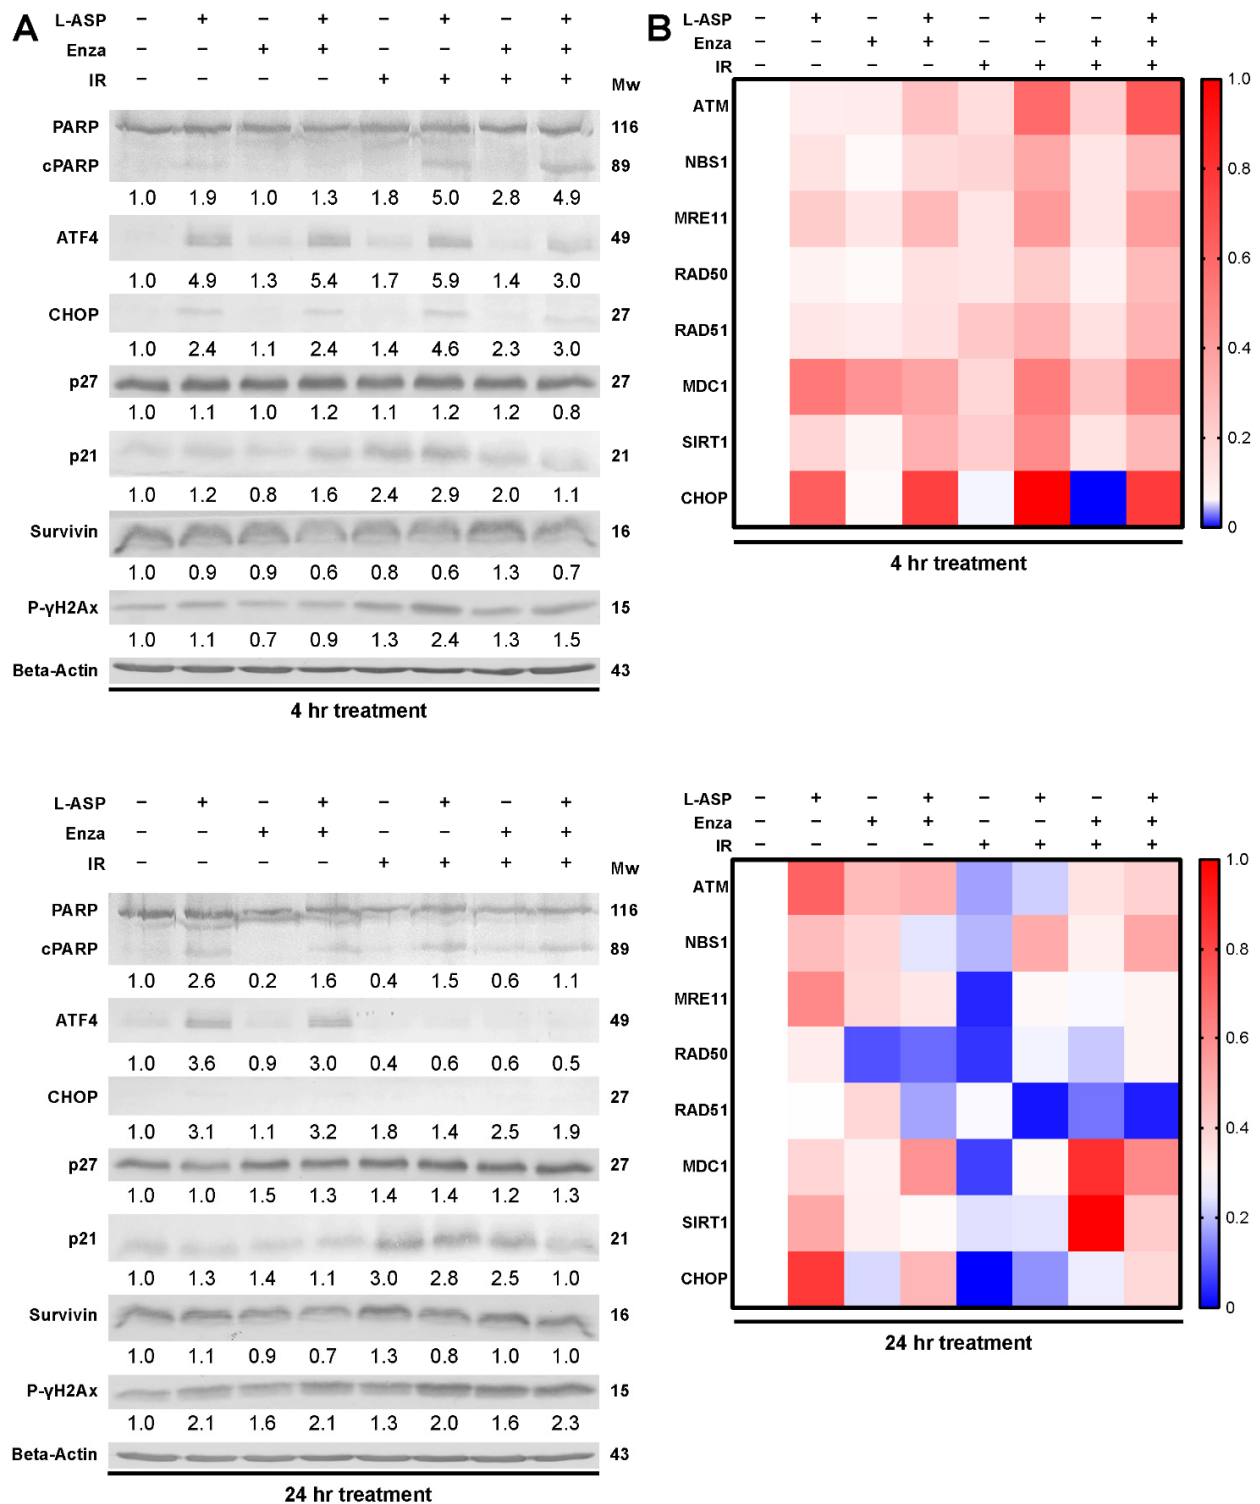 A
L-ASP – + – + – + – +
Enza – – + + – – + +
IR – – – – + + + +
Mw
PARP 116
cPARP 89
1.0 1.9 1.0 1.3 1.8 5.0 2.8 4.9
ATF4 49
1.0 4.9 1.3 5.4 1.7 5.9 1.4 3.0
CHOP 27
1.0 2.4 1.1 2.4 1.4 4.6 2.3 3.0
p27 27
1.0 1.1 1.0 1.2 1.1 1.2 1.2 0.8
p21 21
1.0 1.2 0.8 1.6 2.4 2.9 2.0 1.1
Survivin 16
1.0 0.9 0.9 0.6 0.8 0.6 1.3 0.7
P-γH2Ax 15
1.0 1.1 0.7 0.9 1.3 2.4 1.3 1.5
Beta-Actin 43
4 hr treatment
B
L-ASP – + – + – + – +
Enza – – + + – – + +
IR – – – – + + + +
ATM
NBS1
MRE11
RAD50
RAD51
MDC1
SIRT1
CHOP
1.0
0.8
0.6
0.4
0.2
0
4 hr treatment
L-ASP – + – + – + – +
Enza – – + + – – + +
IR – – – – + + + +
Mw
PARP 116
cPARP 89
1.0 2.6 0.2 1.6 0.4 1.5 0.6 1.1
ATF4 49
1.0 3.6 0.9 3.0 0.4 0.6 0.6 0.5
CHOP 27
1.0 3.1 1.1 3.2 1.8 1.4 2.5 1.9
p27 27
1.0 1.0 1.5 1.3 1.4 1.4 1.2 1.3
p21 21
1.0 1.3 1.4 1.1 3.0 2.8 2.5 1.0
Survivin 16
1.0 1.1 0.9 0.7 1.3 0.8 1.0 1.0
P-γH2Ax 15
1.0 2.1 1.6 2.1 1.3 2.0 1.6 2.3
Beta-Actin 43
24 hr treatment
L-ASP – + – + – + – +
Enza – – + + – – + +
IR – – – – + + + +
ATM
NBS1
MRE11
RAD50
RAD51
MDC1
SIRT1
CHOP
1.0
0.8
0.6
0.4
0.2
0
24 hr treatment